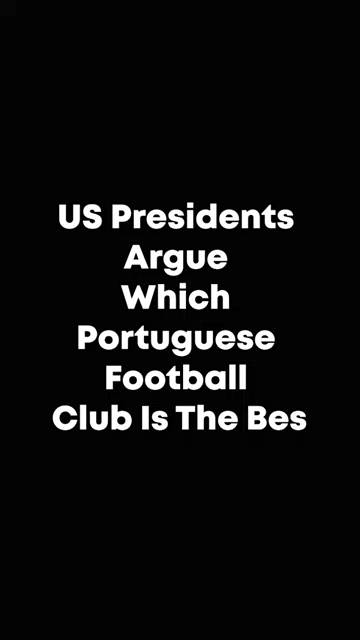 US Presidents
Argue
Which
Portuguese
Football
Club Is The Bes